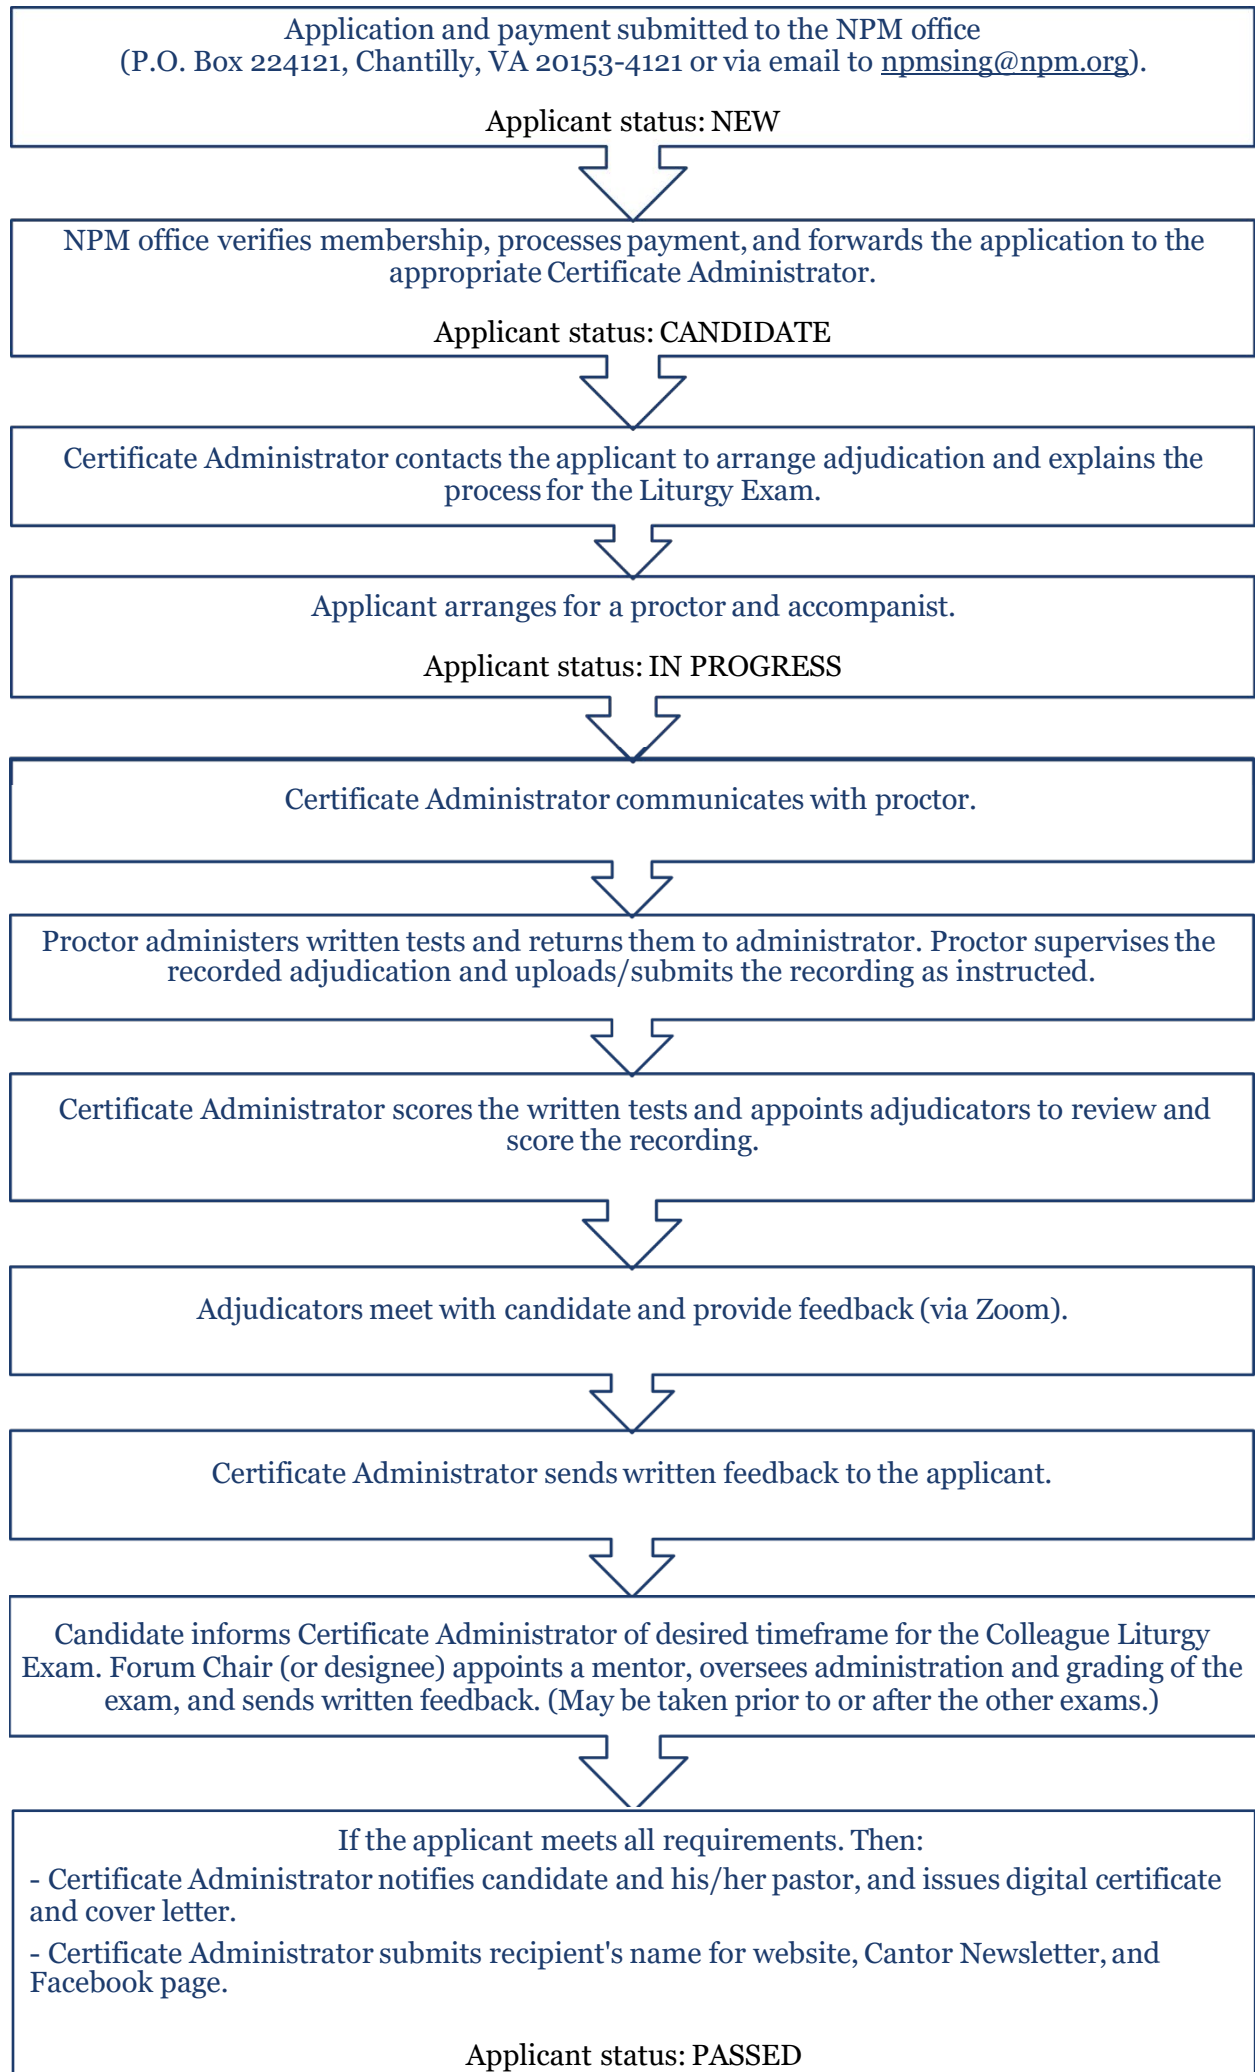 Application and payment submitted to the NPM office
(P.O. Box 224121, Chantilly, VA 20153-4121 or via email to npmsing@npm.org).
Applicant status: NEW
NPM office verifies membership, processes payment, and forwards the application to the
appropriate Certificate Administrator.
Applicant status: CANDIDATE
Certificate Administrator contacts the applicant to arrange adjudication and explains the
process for the Liturgy Exam.
Applicant arranges for a proctor and accompanist.
Applicant status: IN PROGRESS
Certificate Administrator communicates with proctor.
Proctor administers written tests and returns them to administrator. Proctor supervises the
recorded adjudication and uploads/submits the recording as instructed.
Certificate Administrator scores the written tests and appoints adjudicators to review and
score the recording.
Adjudicators meet with candidate and provide feedback (via Zoom).
Certificate Administrator sends written feedback to the applicant.
Candidate informs Certificate Administrator of desired timeframe for the Colleague Liturgy
Exam. Forum Chair (or designee) appoints a mentor, oversees administration and grading of the
exam, and sends written feedback. (May be taken prior to or after the other exams.)
If the applicant meets all requirements. Then:
- Certificate Administrator notifies candidate and his/her pastor, and issues digital certificate
and cover letter.
- Certificate Administrator submits recipient's name for website, Cantor Newsletter, and
Facebook page.
Applicant status: PASSED